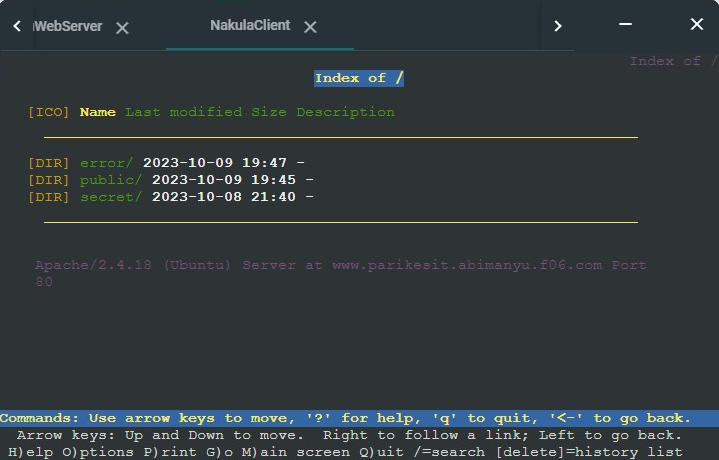 WebServer
NakulaClient
Index of /
Index of /
[ICO] Name Last modified Size Description
[DIR] error/ 2023-10-09 19:47 -
[DIR] public/ 2023-10-09 19:45 -
[DIR] secret/ 2023-10-08 21:40 -
Apache/2.4.18 (Ubuntu) Server at www.parikesit.abimanyu.f06.com Port
80
Commands: Use arrow keys to move, '?' for help, 'q' to quit, '<-' to go back.
Arrow keys: Up and Down to move. Right to follow a link; Left to go back.
H)elp O)ptions P)rint G)o M)ain screen Q)uit /=search [delete]=history list